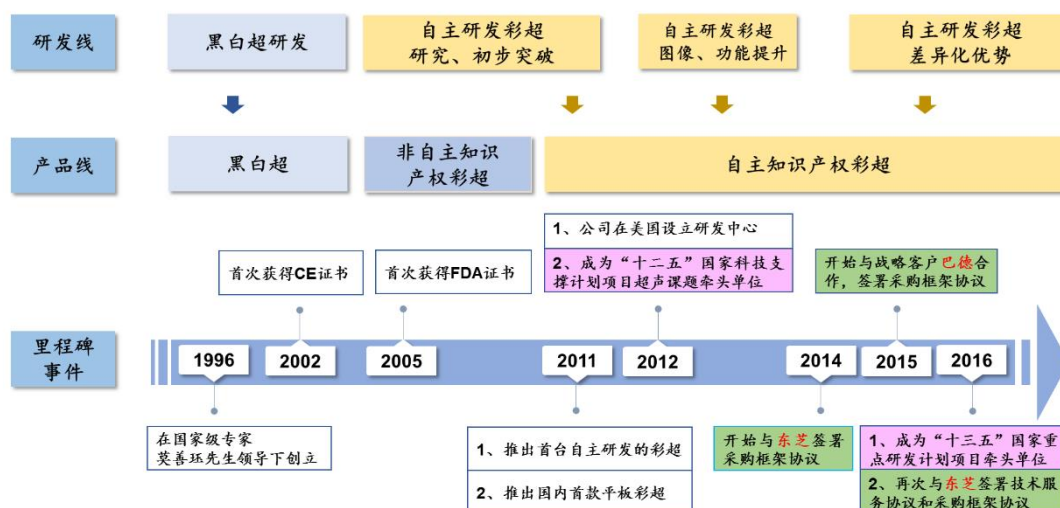 研发线
黑白超研发
自主研发彩超
研究、初步突破
自主研发彩超
图像、功能提升
自主研发彩超
差异化优势
产品线
黑白超
非自主知识
产权彩超
自主知识产权彩超
1、公司在美国设立研发中心
2、成为“十二五”国家科技支
撑计划项目超声课题牵头单位
首次获得CE证书
首次获得FDA证书
开始与战略客户巴德合
作，签署采购框架协议
里程碑
事件
1996
2002
2005
2011
2012
2014
2015
2016
在国家级专家
莫善珏先生领导下创立
1、推出首台自主研发的彩超
2、推出国内首款平板彩超
开始与东芝签署
采购框架协议
1、成为“十三五”国家重
点研发计划项目牵头单位
2、再次与东芝签署技术服
务协议和采购框架协议